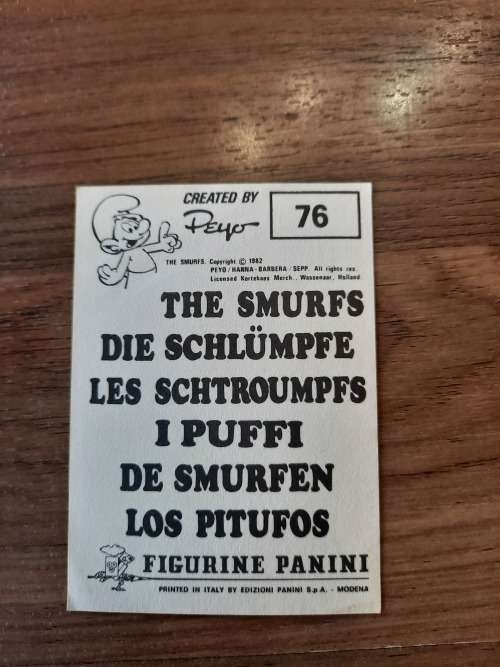 CREATED BY
Peyo
76
THE SMURFS. Copyright © 1982
PEYO / HANNA-BARBERA / SEPP. All rights res.
Licensed Kortekaas Merch., Wassenaar, Holland
THE SMURFS
DIE SCHLÜMPFE
LES SCHTROUMPFS
I PUFFI
DE SMURFEN
LOS PITUFOS
FIGURINE PANINI
PRINTED IN ITALY BY EDIZIONI PANINI S.p.A. - MODENA